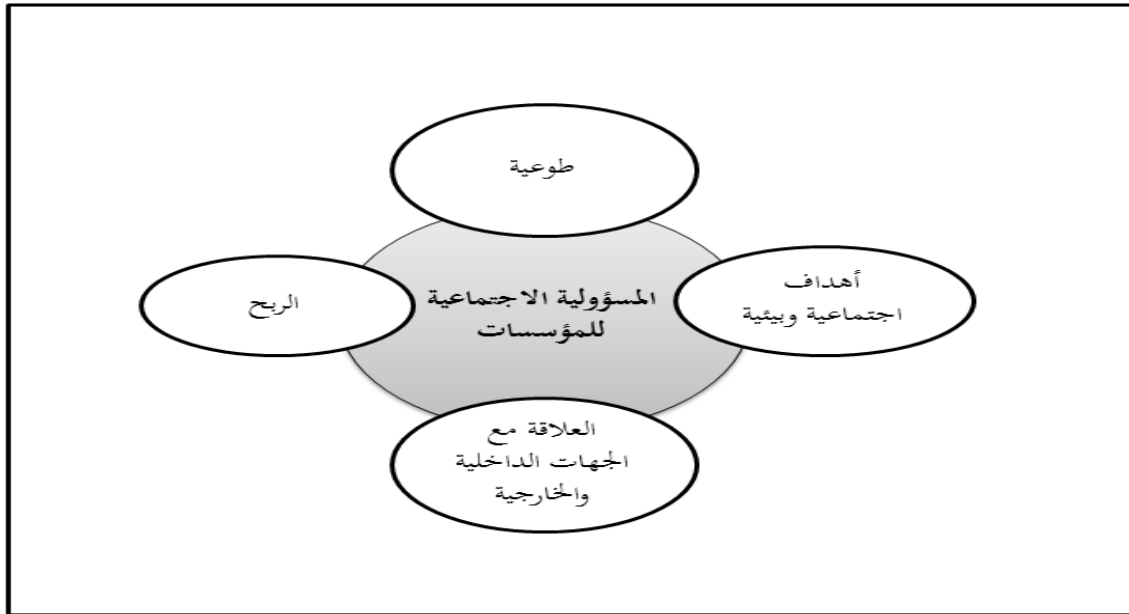 طوعية
أهداف
اجتماعية وبيئية
المسؤولية الاجتماعية
للمؤسسات
الربح
العلاقة مع
الجهات الداخلية
والخارجية